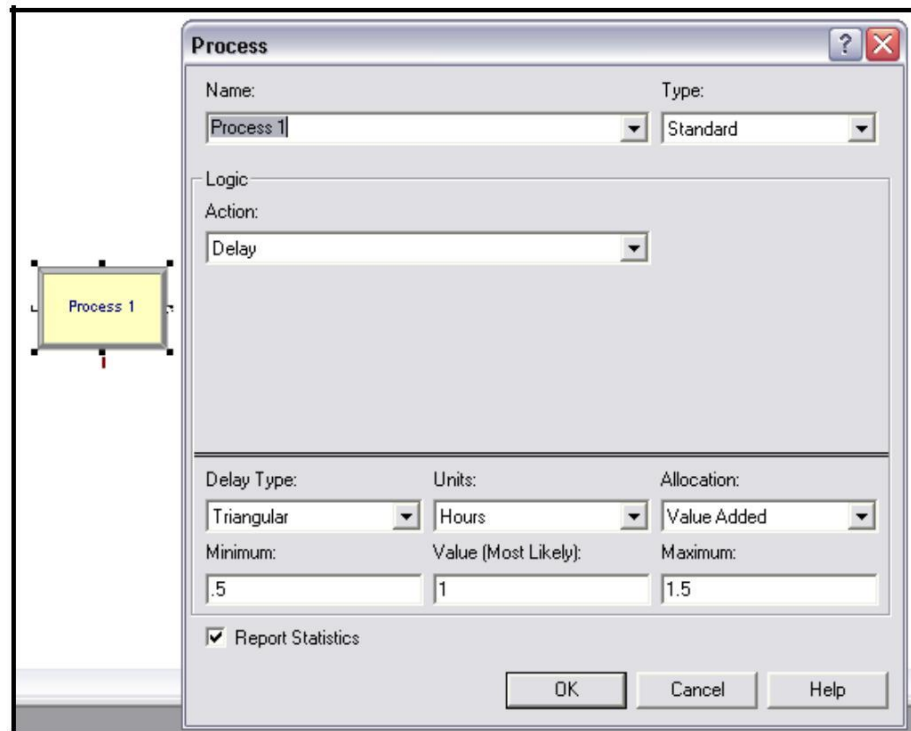 Process ?
Name: Type:
Process 1 Standard
Logic
Action:
Delay
Process 1
Delay Type: Units: Allocation:
Triangular Hours Value Added
Minimum: Value (Most Likely): Maximum:
.5 1 1.5
Report Statistics
OK Cancel Help